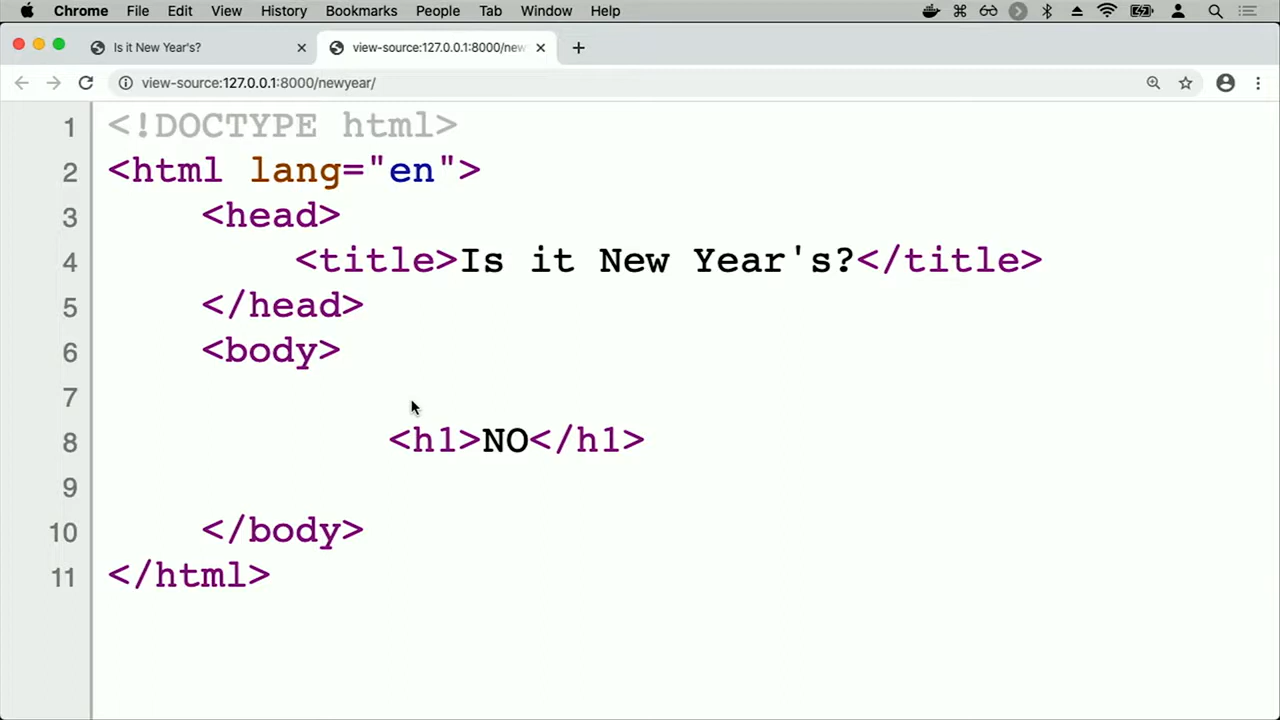 Chrome File Edit View History Bookmarks People Tab Window Help
Is it New Year's? view-source:127.0.0.1:8000/new
view-source:127.0.0.1:8000/newyear/
1 <!DOCTYPE html>
2 <html lang="en">
3 <head>
4 <title>Is it New Year's?</title>
5 </head>
6 <body>
7
8 <h1>NO</h1>
9
10 </body>
11 </html>